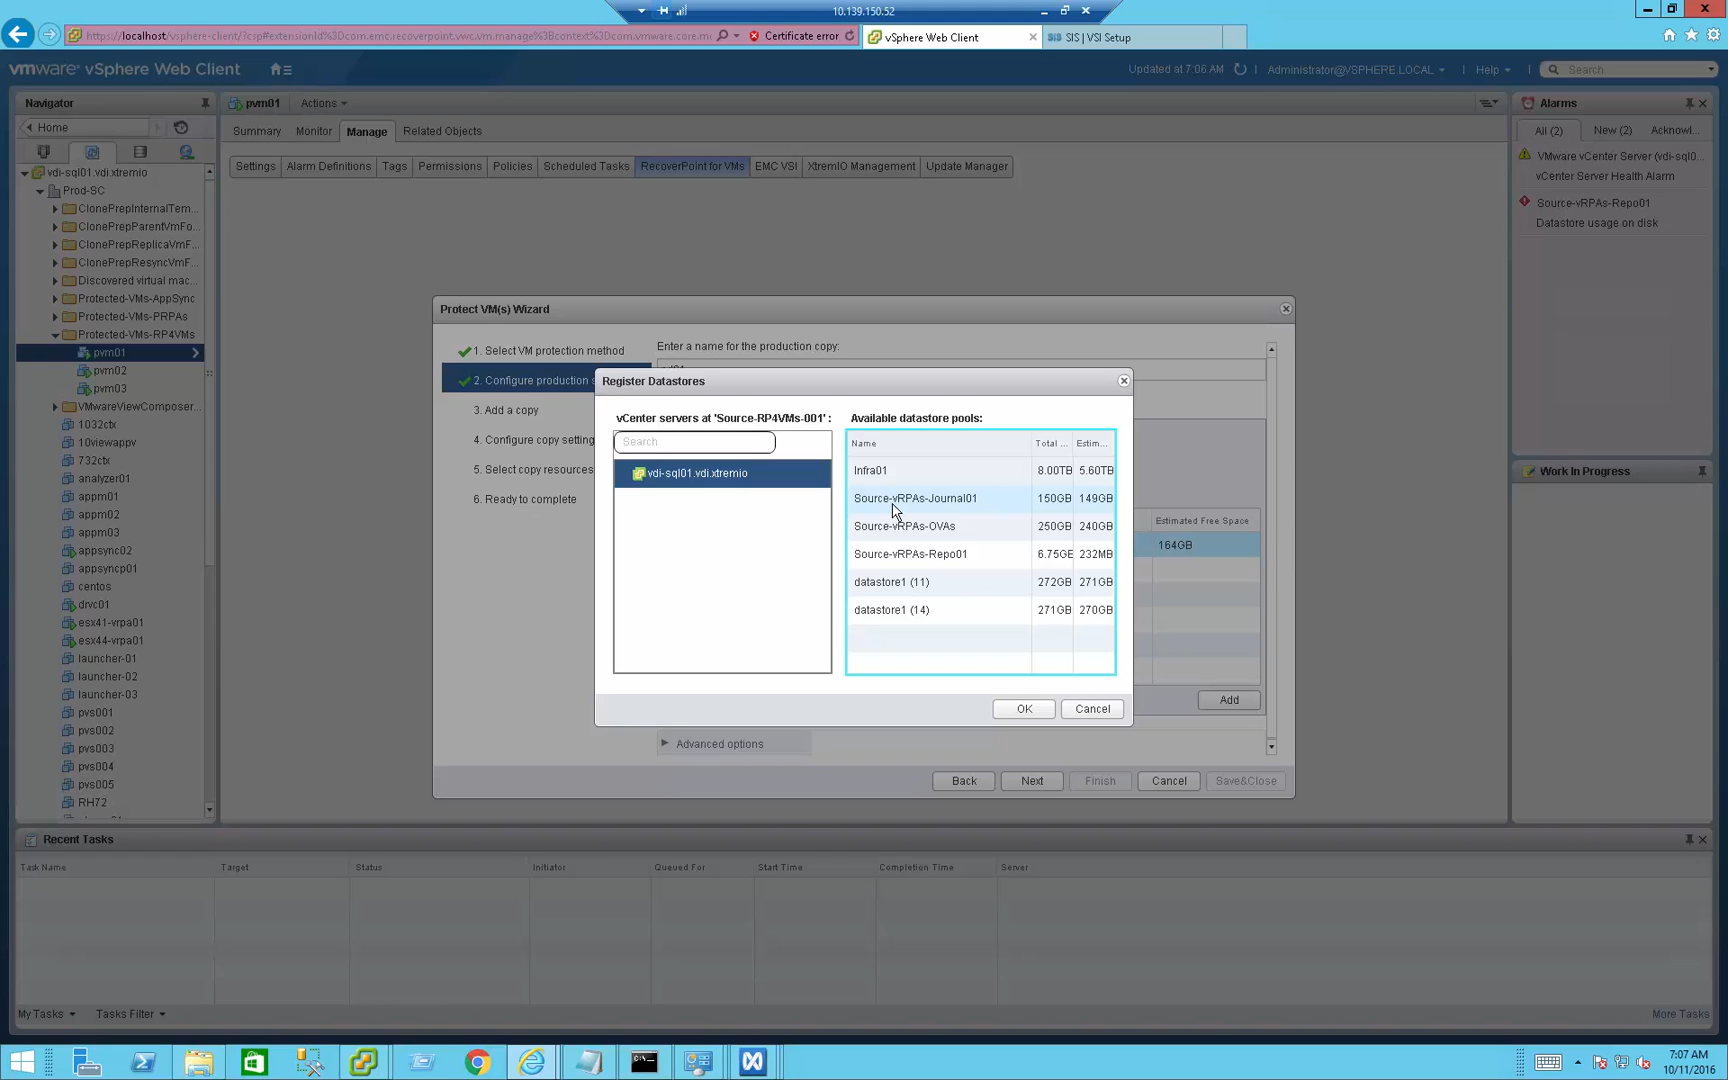 10.139.150.52
https://localhost/vsphere-client/?csp#extensionId%3Dcom.emc.recoverpoint.vwc.vm.manage%3Bcontext%3Dcom.vmware.core.mc
Certificate error
vSphere Web Client
SIS SIS | VSI Setup
vmware® vSphere Web Client
Updated at 7:06 AM
Administrator@VSPHERE.LOCAL
Help
Search
Navigator
Home
vdi-sql01.vdi.xtremio
Prod-SC
ClonePrepInternalTem...
ClonePrepParentVmFo...
ClonePrepReplicaVmF...
ClonePrepResyncVmF...
Discovered virtual mac...
Protected-VMs-AppSync
Protected-VMs-PRPAs
Protected-VMs-RP4VMs
pvm01
pvm02
pvm03
VMwareViewComposer...
1032ctx
10viewappv
732ctx
analyzer01
appm01
appm02
appm03
appsync02
appsyncp01
centos
drvc01
esx41-vrpa01
esx44-vrpa01
launcher-01
launcher-02
launcher-03
pvs001
pvs002
pvs003
pvs004
pvs005
RH72
pvm01
Actions
Summary
Monitor
Manage
Related Objects
Settings
Alarm Definitions
Tags
Permissions
Policies
Scheduled Tasks
RecoverPoint for VMs
EMC VSI
XtremIO Management
Update Manager
Protect VM(s) Wizard
1. Select VM protection method
2. Configure production s
3. Add a copy
4. Configure copy setting
5. Select copy resources
6. Ready to complete
Enter a name for the production copy:
Register Datastores
vCenter servers at 'Source-RP4VMs-001' :
Search
vdi-sql01.vdi.xtremio
Available datastore pools:
Name Total ... Estim...
Infra01 8.00TB 5.60TB
Source-vRPAs-Journal01 150GB 149GB
Source-vRPAs-OVAs 250GB 240GB
Source-vRPAs-Repo01 6.75GE 232MB
datastore1 (11) 272GB 271GB
datastore1 (14) 271GB 270GB
OK
Cancel
Estimated Free Space
164GB
Add
Advanced options
Back
Next
Finish
Cancel
Save&Close
Alarms
All (2)
New (2)
Acknowl...
VMware vCenter Server (vdi-sql0...
vCenter Server Health Alarm
Source-vRPAs-Repo01
Datastore usage on disk
Work In Progress
Recent Tasks
Task Name
Target
Status
Initiator
Queued For
Start Time
Completion Time
Server
My Tasks
Tasks Filter
More Tasks
7:07 AM
10/11/2016